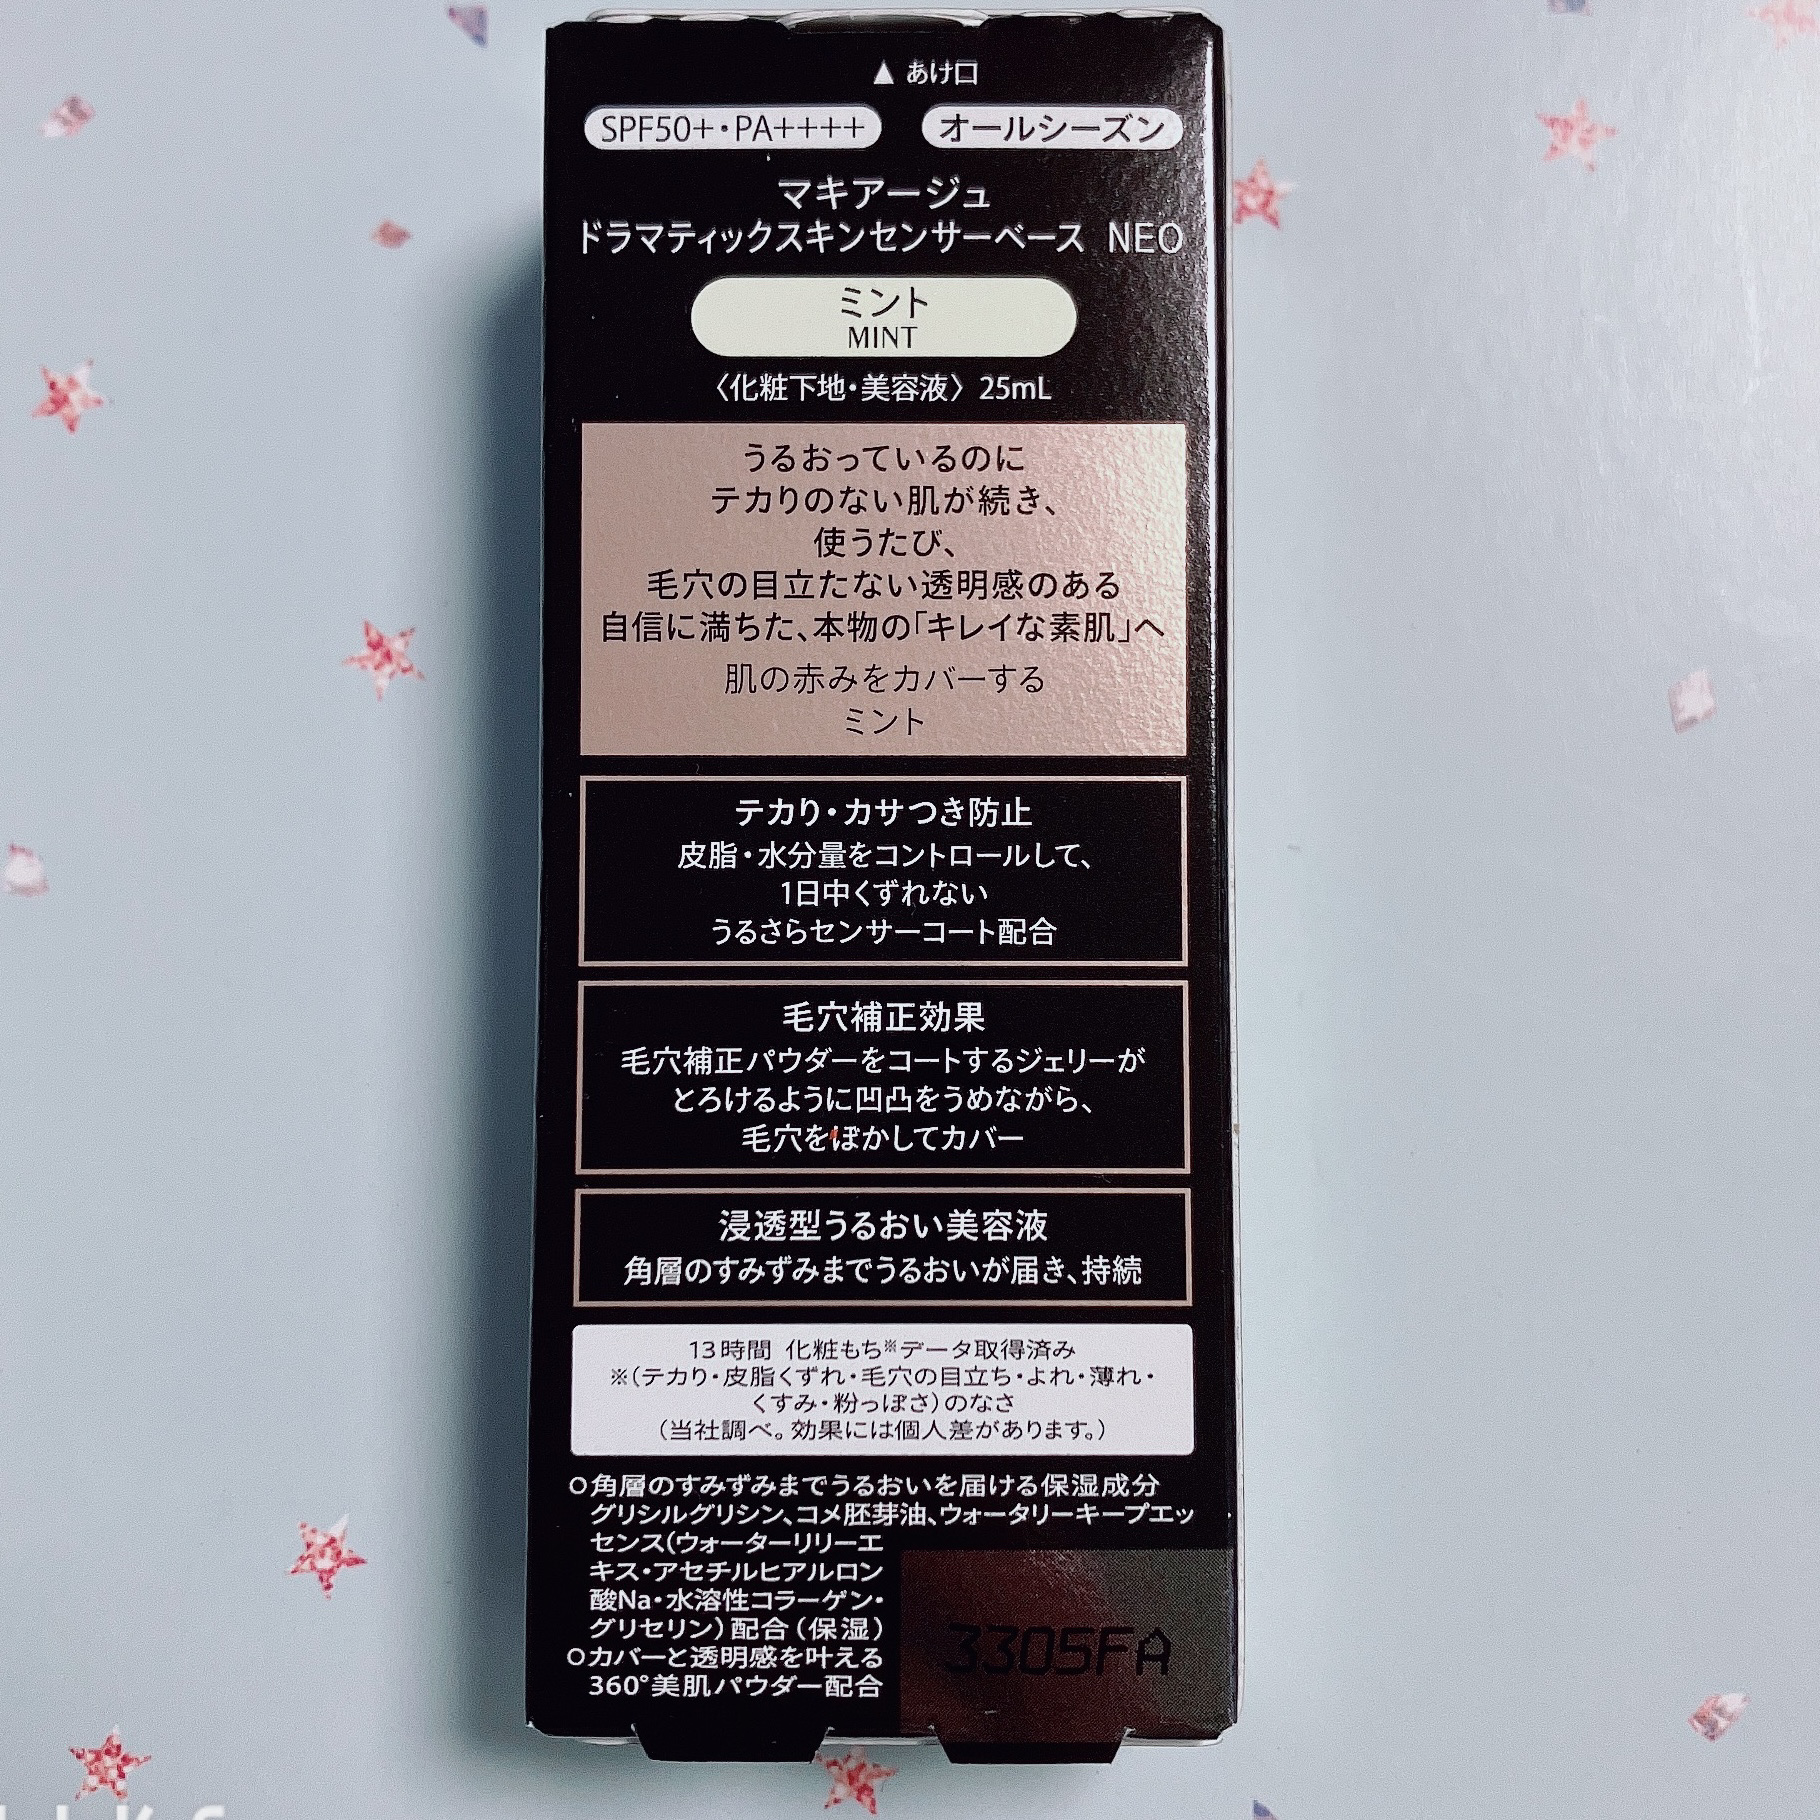 ▲ あけ口
SPF50+・PA++++ オールシーズン
マキアージュ
ドラマティックスキンセンサーベース NEO
ミント
MINT
〈化粧下地・美容液〉 25mL
うるおっているのに
テカりのない肌が続き、
使うたび、
毛穴の目立たない透明感のある
自信に満ちた、本物の「キレイな素肌」へ
肌の赤みをカバーする
ミント
テカり・カサつき防止
皮脂・水分量をコントロールして、
1日中くずれない
うるさらセンサーコート配合
毛穴補正効果
毛穴補正パウダーをコートするジェリーが
とろけるように凹凸をうめながら、
毛穴をぼかしてカバー
浸透型うるおい美容液
角層のすみずみまでうるおいが届き、持続
13時間 化粧もち※データ取得済み
※(テカり・皮脂くずれ・毛穴の目立ち・よれ・薄れ・
くすみ・粉っぽさ)のなさ
(当社調べ。効果には個人差があります。)
○角層のすみずみまでうるおいを届ける保湿成分
グリシルグリシン、コメ胚芽油、ウォータリーキープエッ
センス(ウォーターリリーエ
キス・アセチルヒアルロン
酸Na・水溶性コラーゲン・
グリセリン)配合(保湿)
○カバーと透明感を叶える
360°美肌パウダー配合
3305FA